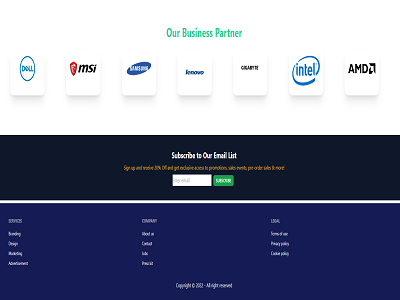 Our Business Partner
DELL
msi
SAMSUNG
lenovo
GIGABYTE
intel
AMD
Subscribe to Our Email List
Sign up and receive 20% Off and get exclusive access to promotions, sales events, pre-order sales & more!
your email
SUBSCRIBE
SERVICES
Branding
Design
Marketing
Advertisement
COMPANY
About us
Contact
Jobs
Press kit
LEGAL
Terms of use
Privacy policy
Cookie policy
Copyright © 2022 - All right reserved